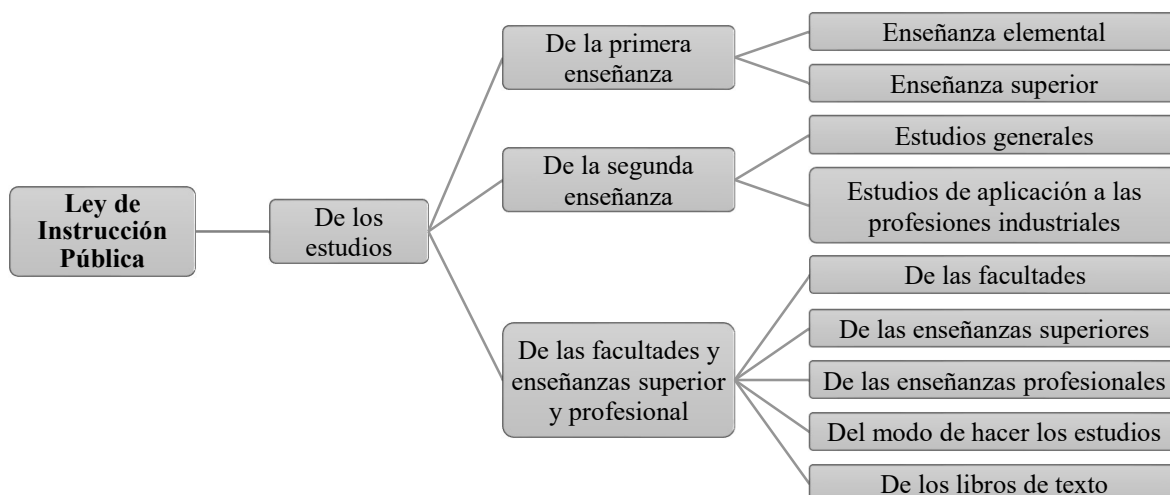 Ley de
Instrucción
Pública
De los
estudios
De la primera
enseñanza
Enseñanza elemental
Enseñanza superior
De la segunda
enseñanza
Estudios generales
Estudios de aplicación a las
profesiones industriales
De las facultades y
enseñanzas superior
y profesional
De las facultades
De las enseñanzas superiores
De las enseñanzas profesionales
Del modo de hacer los estudios
De los libros de texto